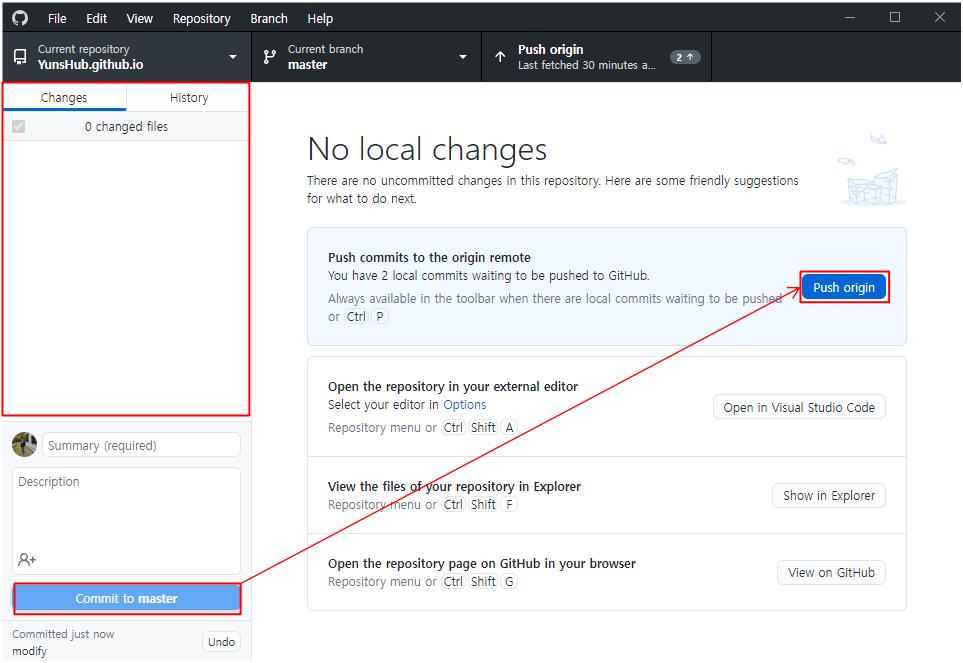 File Edit View Repository Branch Help
Current repository
YunsHub.github.io
Current branch
master
Push origin
Last fetched 30 minutes a...
2
Changes History
0 changed files
No local changes
There are no uncommitted changes in this repository. Here are some friendly suggestions
for what to do next.
Push commits to the origin remote
You have 2 local commits waiting to be pushed to GitHub.
Always available in the toolbar when there are local commits waiting to be pushed
or Ctrl P
Push origin
Open the repository in your external editor
Select your editor in Options
Repository menu or Ctrl Shift A
Open in Visual Studio Code
View the files of your repository in Explorer
Repository menu or Ctrl Shift F
Show in Explorer
Open the repository page on GitHub in your browser
Repository menu or Ctrl Shift G
View on GitHub
Summary (required)
Description
Commit to master
Committed just now
modify
Undo